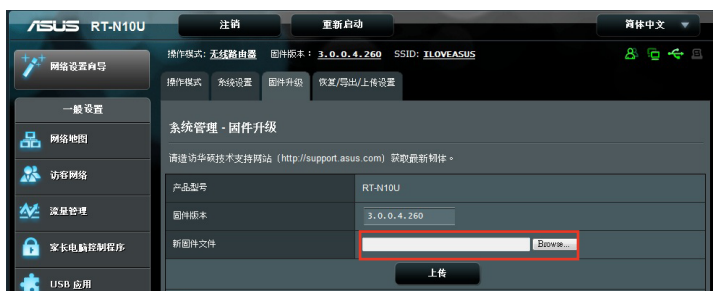 ASUS RT-N10U 注销 重新启动 简体中文
操作模式: 无线路由器 固件版本: 3.0.0.4.260 SSID: ILOVEASUS
网络设置向导
操作模式 系统设置 固件升级 恢复/导出/上传设置
一般设置
系统管理 - 固件升级
网络地图
请造访华硕技术支持网站 (http://support.asus.com) 获取最新韧体。
访客网络
产品型号 RT-N10U
流量管理
固件版本 3.0.0.4.260
家长电脑控制程序
新固件文件 Browse...
上传
USB 应用